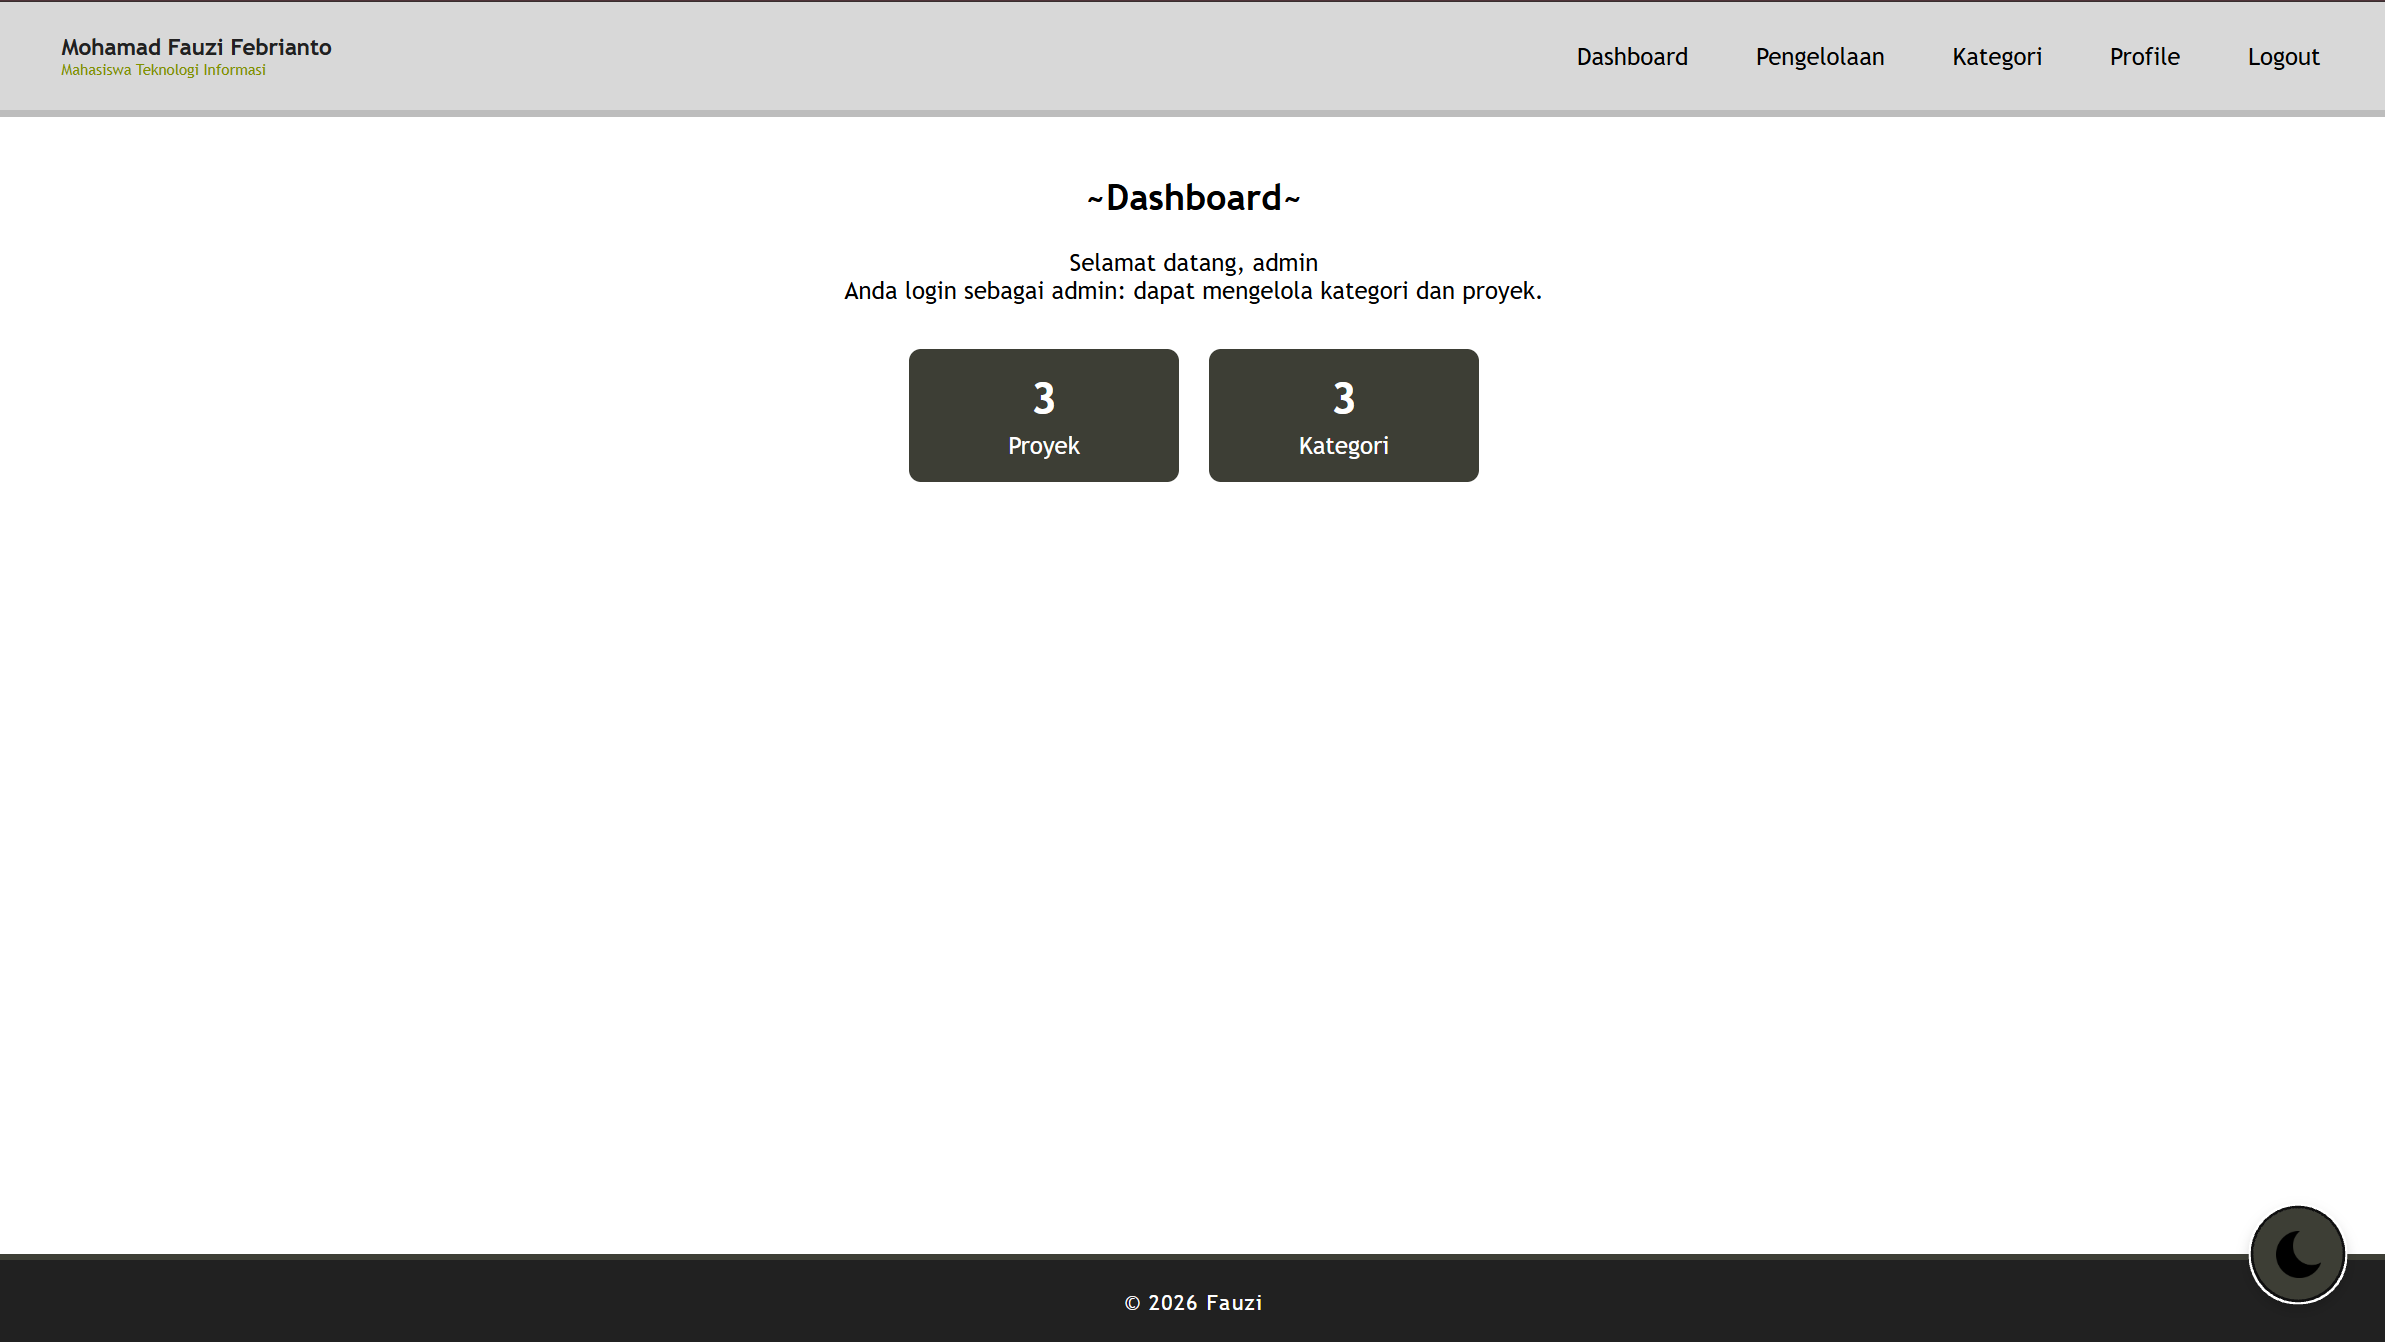 Mohamad Fauzi Febrianto
Mahasiswa Teknologi Informasi
Dashboard
Pengelolaan
Kategori
Profile
Logout
~Dashboard~
Selamat datang, admin
Anda login sebagai admin: dapat mengelola kategori dan proyek.
3
Proyek
3
Kategori
© 2026 Fauzi